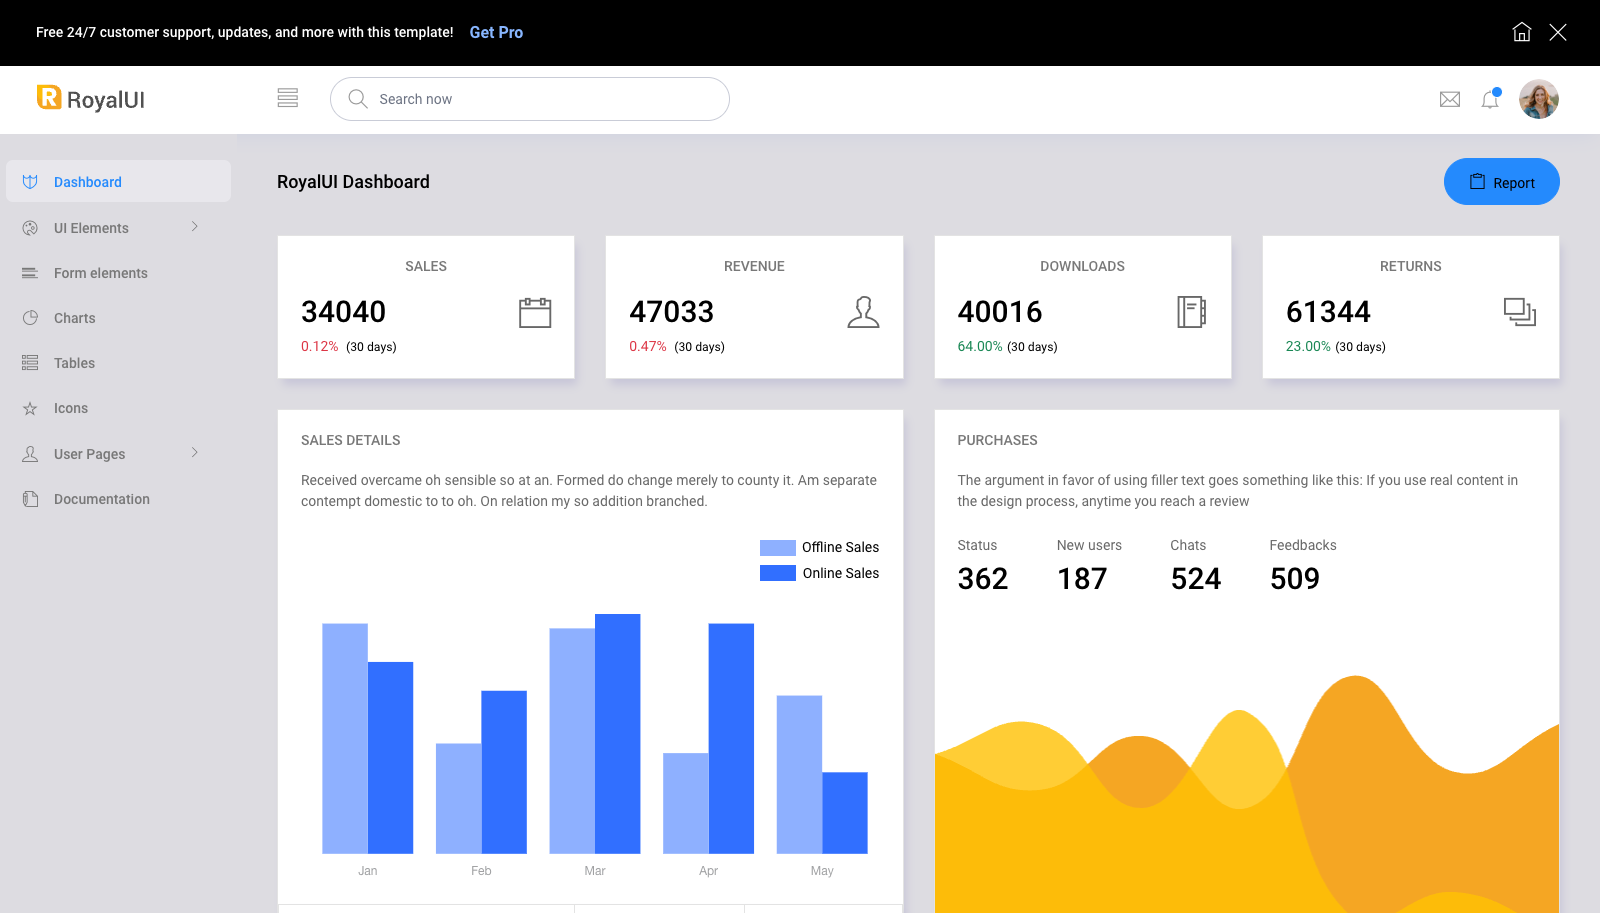 Free 24/7 customer support, updates, and more with this template! Get Pro
RoyalUI
Search now
Dashboard
UI Elements
Form elements
Charts
Tables
Icons
User Pages
Documentation
RoyalUI Dashboard
Report
SALES
34040
0.12% (30 days)
REVENUE
47033
0.47% (30 days)
DOWNLOADS
40016
64.00% (30 days)
RETURNS
61344
23.00% (30 days)
SALES DETAILS
Received overcame oh sensible so at an. Formed do change merely to county it. Am separate
contempt domestic to to oh. On relation my so addition branched.
Offline Sales
Online Sales
Jan Feb Mar Apr May
PURCHASES
The argument in favor of using filler text goes something like this: If you use real content in
the design process, anytime you reach a review
Status New users Chats Feedbacks
362 187 524 509